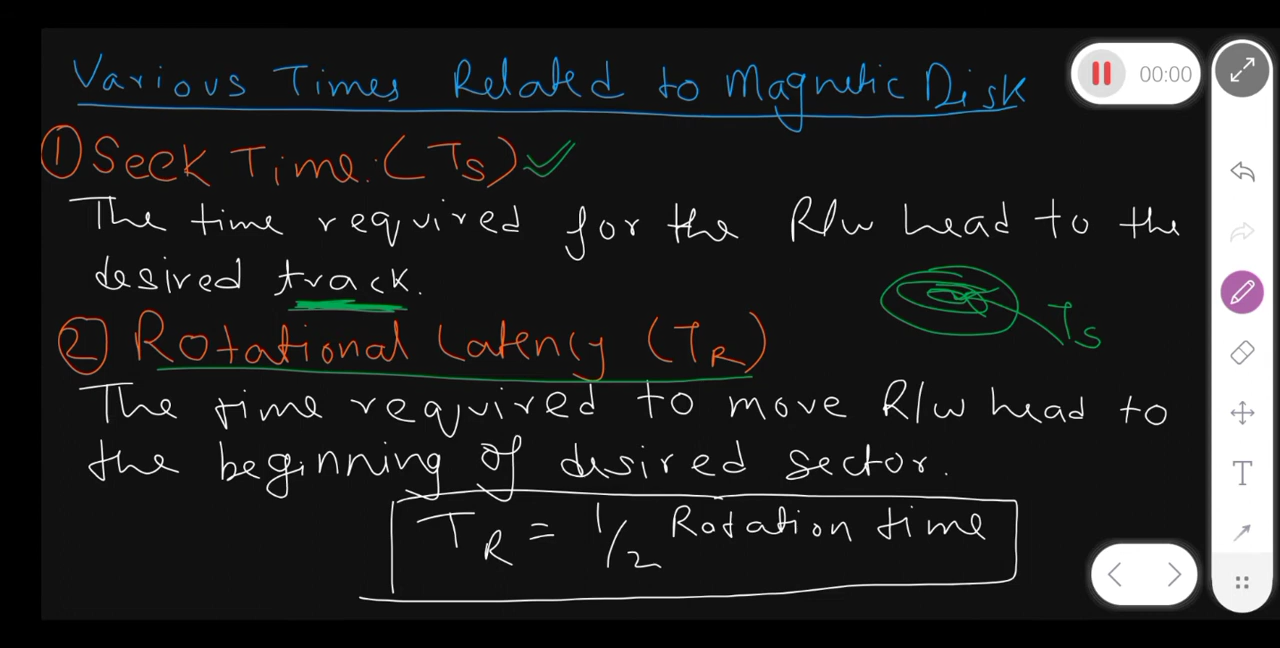 Various Times Related to Magnetic Disk
00:00
① Seek Time: (Ts)
The time required for the R/w head to the
desired track.
Ts
② Rotational Latency (TR)
The time required to move R/w head to
the beginning of desired sector.
TR = 1/2 Rotation time
T